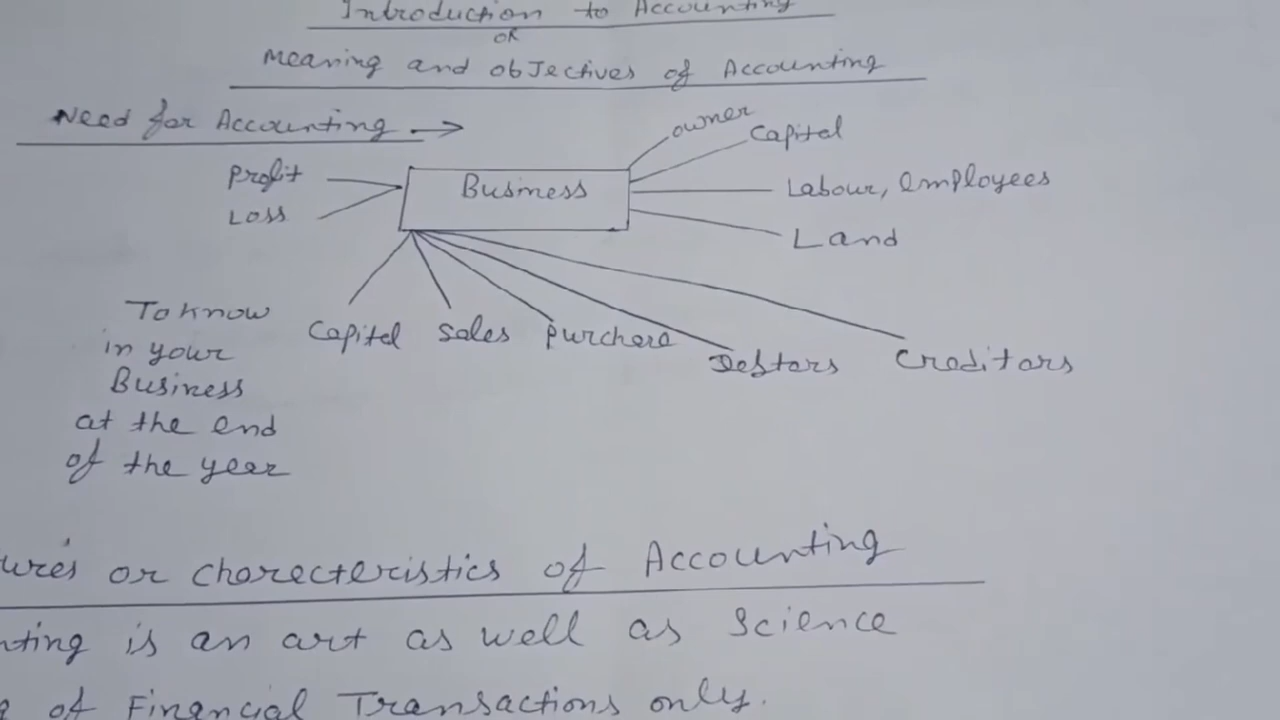 Introduction to Accounting
or
Meaning and objectives of Accounting
Need for Accounting →
owner
Capital
Profit
Business
Labour, employees
Loss
Land
To know
in your
Business
at the end
of the year
Capital
Sales
Purchase
Debtors
Creditors
ures or charecteristics of Accounting
nting is an art as well as Science
g of Financial Transactions only.